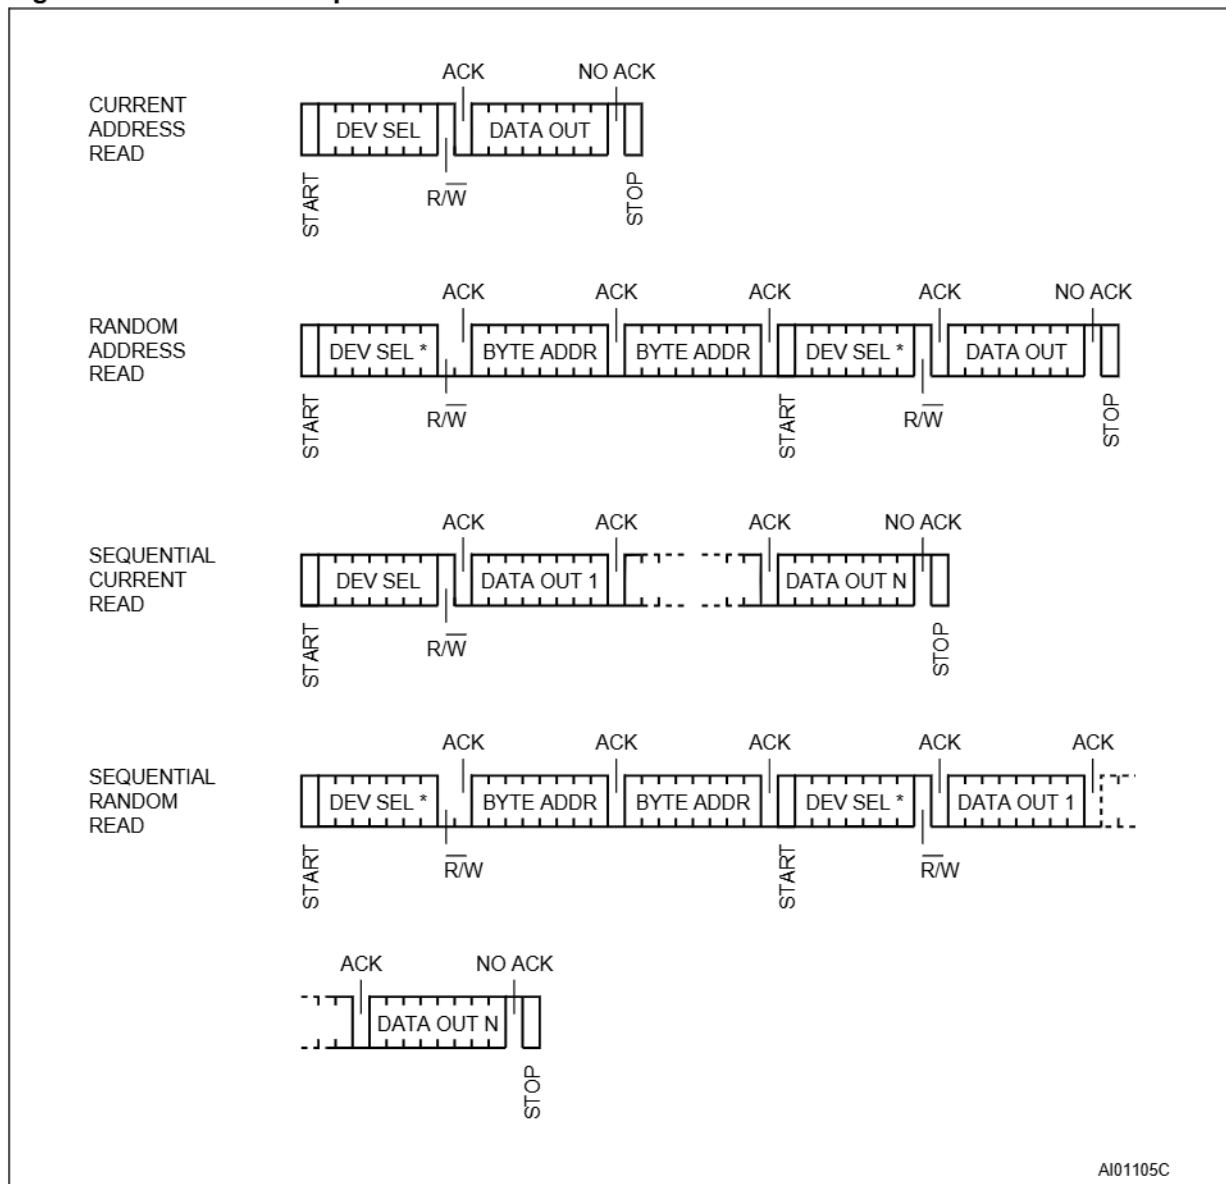 ACK NO ACK
CURRENT
ADDRESS
READ
DEV SEL DATA OUT
START R/W̅ STOP
ACK ACK ACK ACK NO ACK
RANDOM
ADDRESS
READ
DEV SEL * BYTE ADDR BYTE ADDR DEV SEL * DATA OUT
START R/W̅ START R/W̅ STOP
ACK ACK ACK NO ACK
SEQUENTIAL
CURRENT
READ
DEV SEL DATA OUT 1 DATA OUT N
START R/W̅ STOP
ACK ACK ACK ACK ACK
SEQUENTIAL
RANDOM
READ
DEV SEL * BYTE ADDR BYTE ADDR DEV SEL * DATA OUT 1
START R̅/W START R̅/W
ACK NO ACK
DATA OUT N
STOP
AI01105C